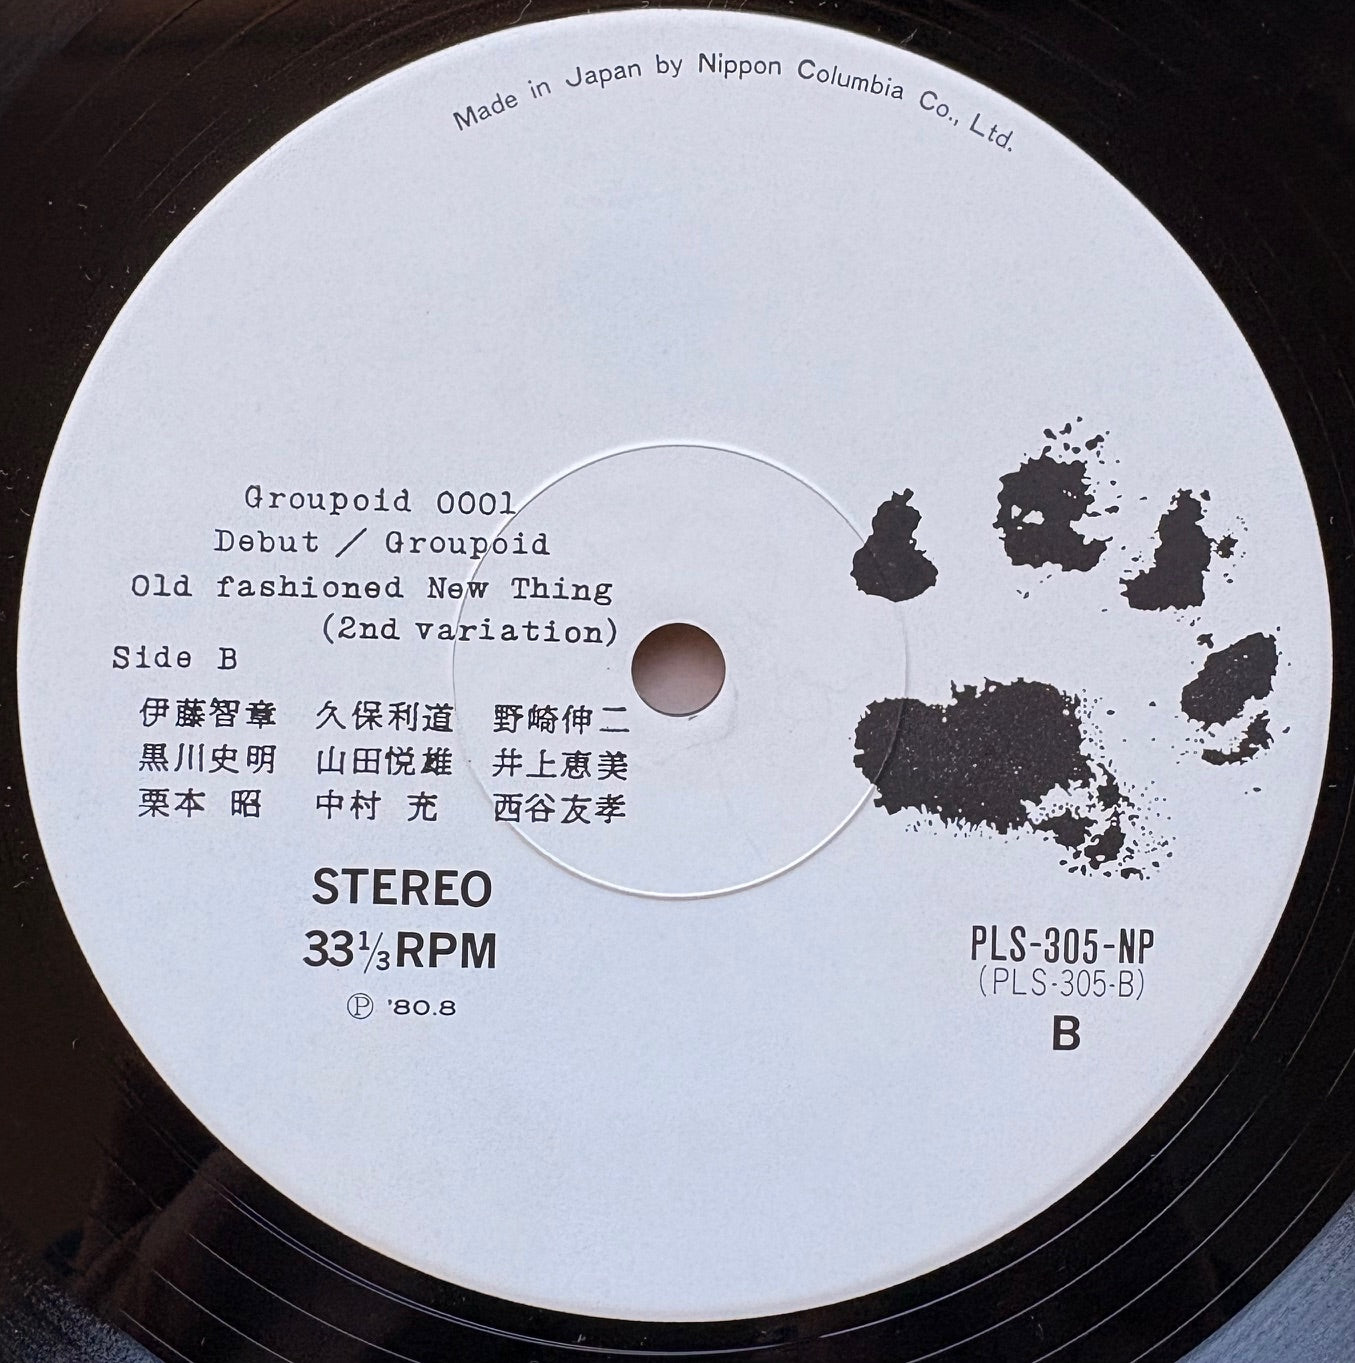 Made in Japan by Nippon Columbia Co., Ltd.
Groupoid 0001
Debut / Groupoid
Old fashioned New Thing
(2nd variation)
Side B
伊藤智章 久保利道 野崎伸二
黒川史明 山田悦雄 井上恵美
栗本 昭 中村 充 西谷友孝
STEREO
33⅓RPM
Ⓟ '80.8
PLS-305-NP
(PLS-305-B)
B